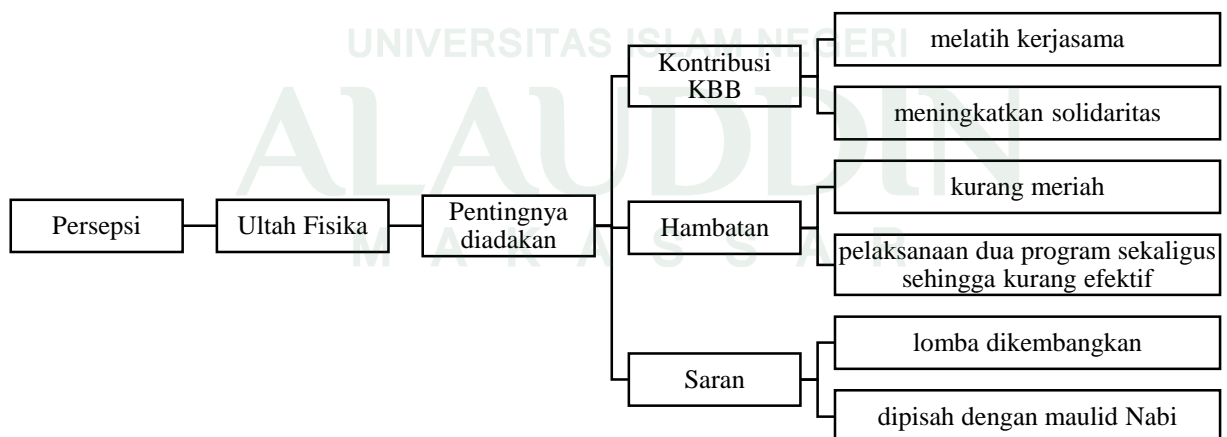 UNIVERSITAS ISLAM NEGERI
ALAUDDIN
MAKASSAR
Persepsi
Ultah Fisika
Pentingnya
diadakan
Kontribusi
KBB
melatih kerjasama
meningkatkan solidaritas
Hambatan
kurang meriah
pelaksanaan dua program sekaligus
sehingga kurang efektif
Saran
lomba dikembangkan
dipisah dengan maulid Nabi